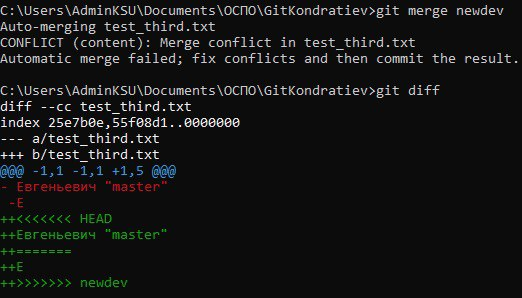 C:\Users\AdminKSU\Documents\ОСПО\GitKondratiev>git merge newdev
Auto-merging test_third.txt
CONFLICT (content): Merge conflict in test_third.txt
Automatic merge failed; fix conflicts and then commit the result.
C:\Users\AdminKSU\Documents\ОСПО\GitKondratiev>git diff
diff --cc test_third.txt
index 25e7b0e,55f08d1..0000000
--- a/test_third.txt
+++ b/test_third.txt
@@@ -1,1 -1,1 +1,5 @@@
- Евгеньевич "master"
 -Е
++<<<<<<< HEAD
++Евгеньевич "master"
++=======
++Е
++>>>>>>> newdev